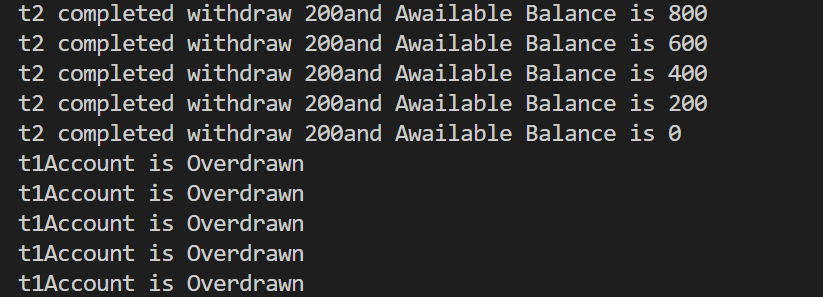 t2 completed withdraw 200and Awailable Balance is 800
t2 completed withdraw 200and Awailable Balance is 600
t2 completed withdraw 200and Awailable Balance is 400
t2 completed withdraw 200and Awailable Balance is 200
t2 completed withdraw 200and Awailable Balance is 0
t1Account is Overdrawn
t1Account is Overdrawn
t1Account is Overdrawn
t1Account is Overdrawn
t1Account is Overdrawn